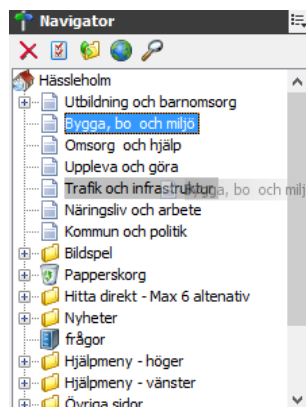 Navigator
Hässleholm
Utbildning och barnomsorg
Bygga, bo och miljö
Omsorg och hjälp
Uppleva och göra
Trafik och infrastruktur
Näringsliv och arbete
Kommun och politik
Bildspel
Papperskorg
Hitta direkt - Max 6 altenativ
Nyheter
frågor
Hjälpmeny - höger
Hjälpmeny - vänster
Övriga sidor